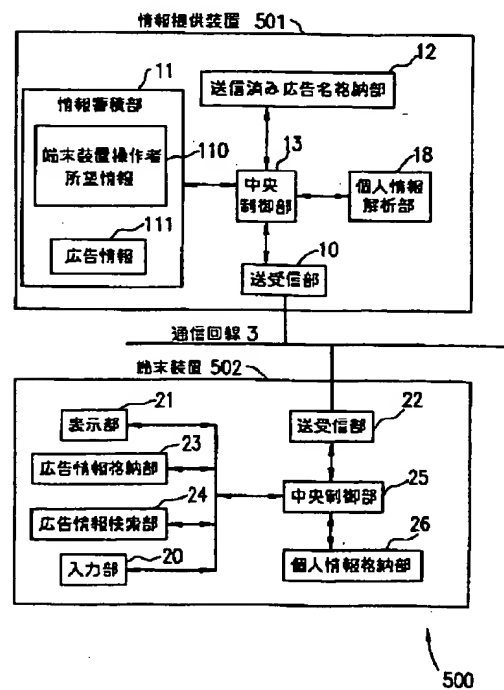 情報提供装置 501
11
情報蓄積部
端末装置操作者
所望情報
110
111
広告情報
12
送信済み広告名格納部
13
中央
制御部
18
個人情報
解析部
10
送受信部
通信回線 3
端末装置 502
21
表示部
23
広告情報格納部
24
広告情報検索部
20
入力部
22
送受信部
25
中央制御部
26
個人情報格納部
500